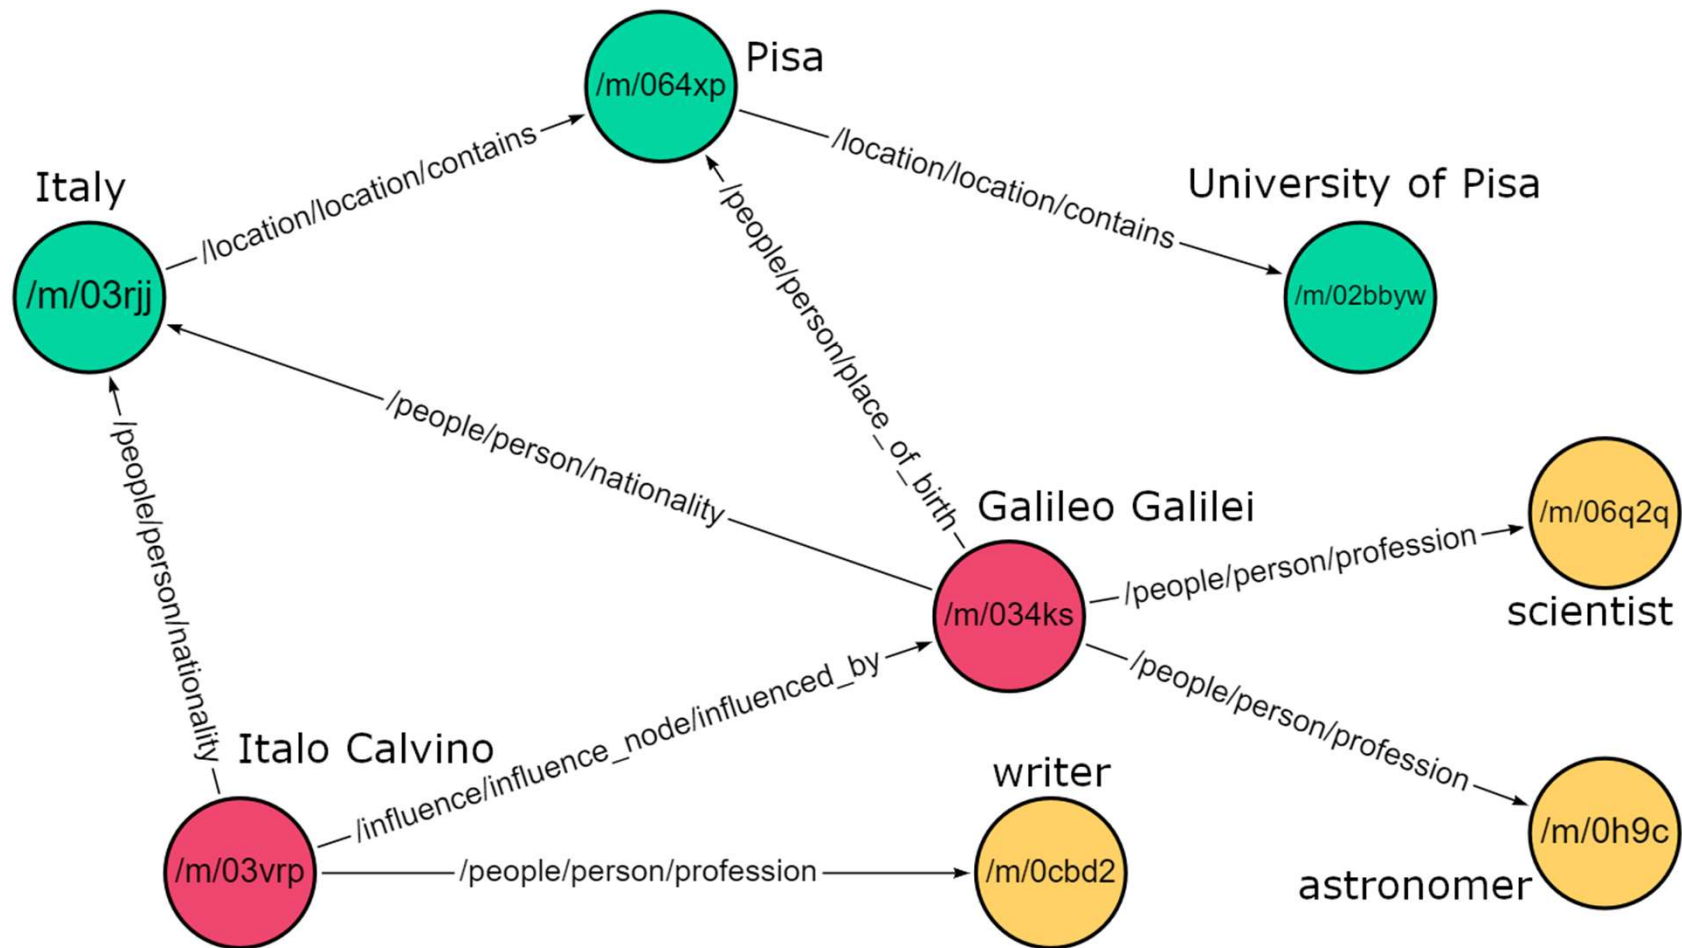 Pisa
/m/064xp
/location/location/contains
/location/location/contains
Italy
University of Pisa
/m/03rjj
/m/02bbyw
/people/person/place_of_birth
/people/person/nationality
/people/person/nationality
Galileo Galilei
/m/06q2q
/people/person/profession
scientist
/m/034ks
/people/person/profession
/influence/influence_node/influenced_by
Italo Calvino
writer
/m/03vrp
/people/person/profession
/m/0cbd2
/m/0h9c
astronomer